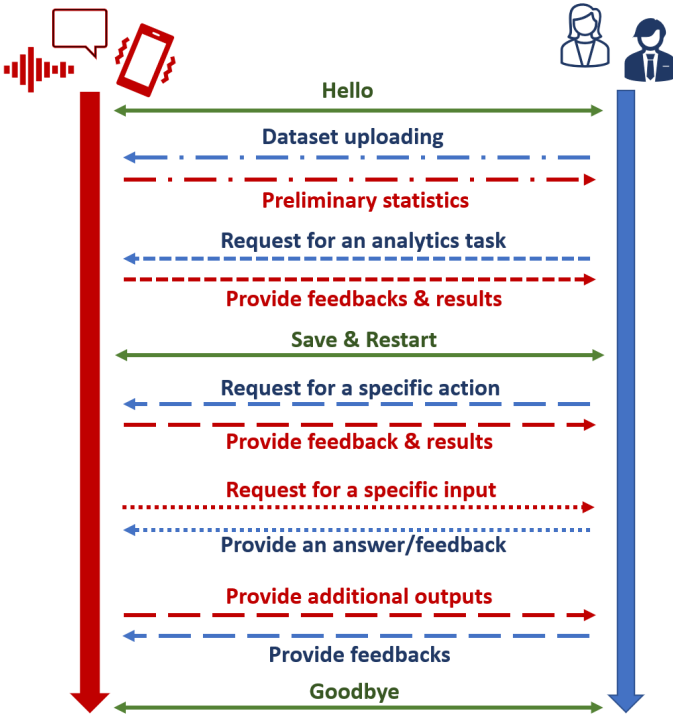 Hello
Dataset uploading
Preliminary statistics
Request for an analytics task
Provide feedbacks & results
Save & Restart
Request for a specific action
Provide feedback & results
Request for a specific input
Provide an answer/feedback
Provide additional outputs
Provide feedbacks
Goodbye